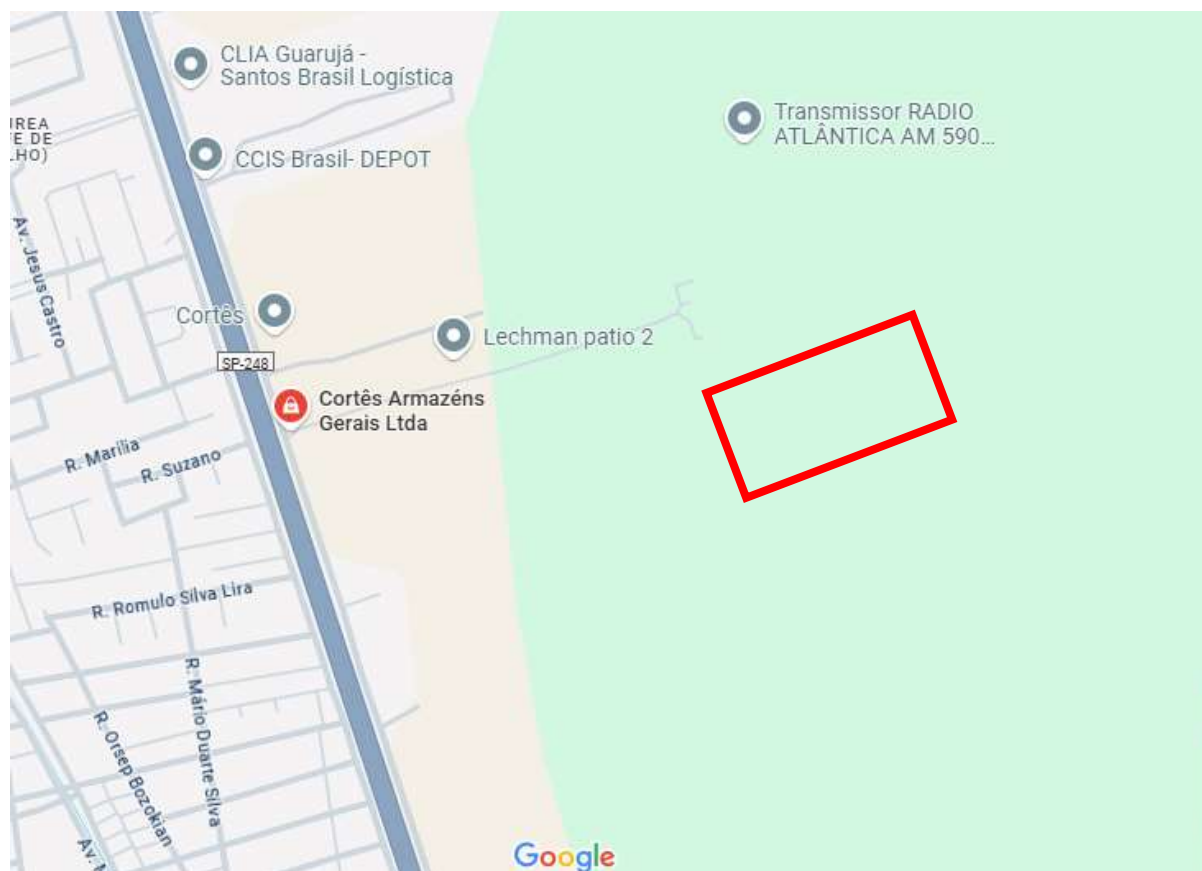 CLIA Guarujá -
Santos Brasil Logística
Transmissor RADIO
ATLÂNTICA AM 590...
CCIS Brasil- DEPOT
Av. Jesus Castro
Cortês
Lechman patio 2
SP-248
Cortês Armazéns
Gerais Ltda
R. Marília
R. Suzano
R. Romulo Silva Lira
R. Mário Duarte Silva
R. Orsep Bozokian
Av.
Google